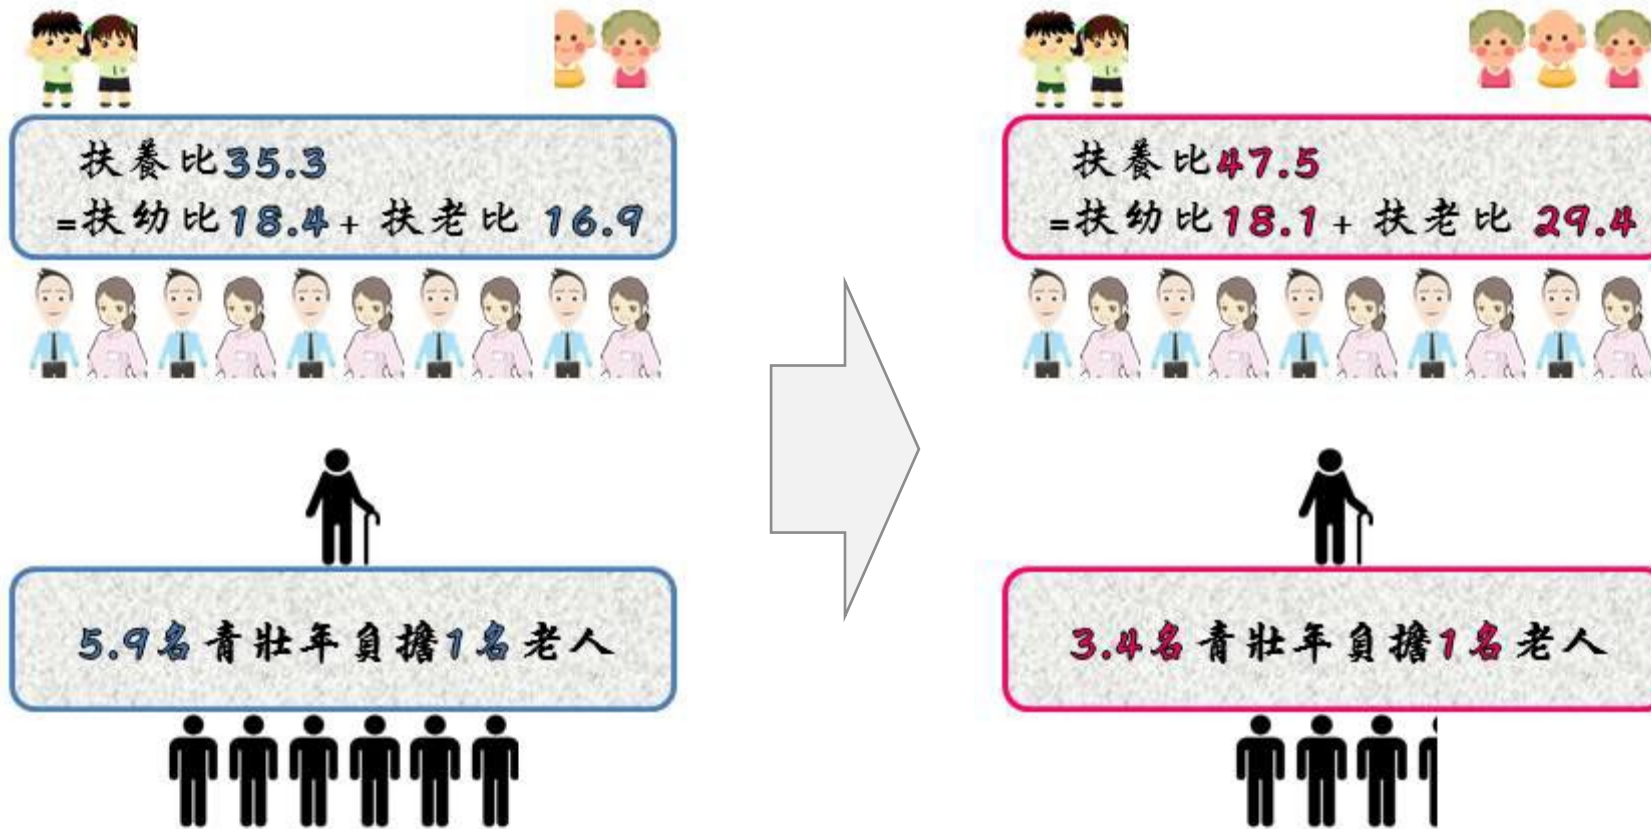 扶養比35.3
=扶幼比18.4+ 扶老比 16.9
5.9名青壯年負擔1名老人
扶養比47.5
=扶幼比18.1+ 扶老比 29.4
3.4名青壯年負擔1名老人